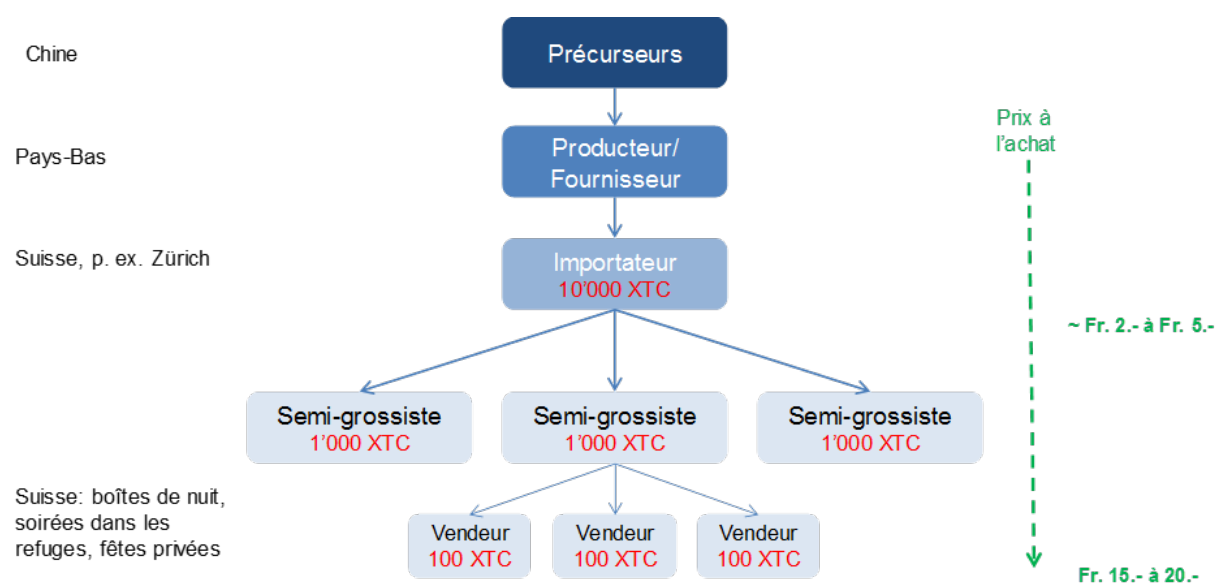 Chine
Précurseurs
Prix à
l'achat
Pays-Bas
Producteur/
Fournisseur
Suisse, p. ex. Zürich
Importateur
10'000 XTC
~ Fr. 2.- à Fr. 5.-
Semi-grossiste
1'000 XTC
Semi-grossiste
1'000 XTC
Semi-grossiste
1'000 XTC
Suisse: boîtes de nuit,
soirées dans les
refuges, fêtes privées
Vendeur
100 XTC
Vendeur
100 XTC
Vendeur
100 XTC
Fr. 15.- à 20.-